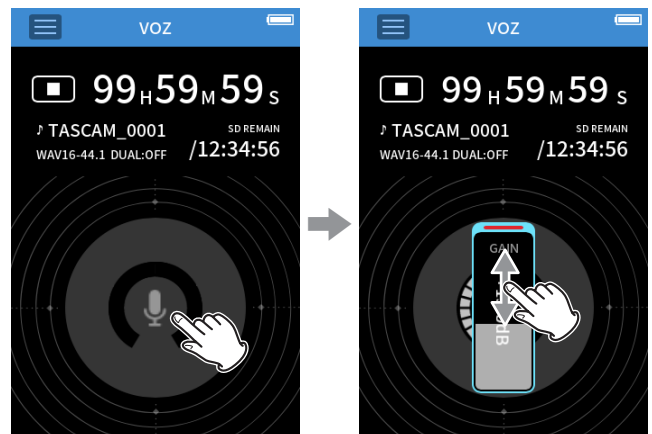 VOZ
99H59M59S
♪ TASCAM_0001
SD REMAIN
WAV16-44.1 DUAL:OFF
/12:34:56
VOZ
99H59M59S
♪ TASCAM_0001
SD REMAIN
WAV16-44.1 DUAL:OFF
/12:34:56
GAIN
dB